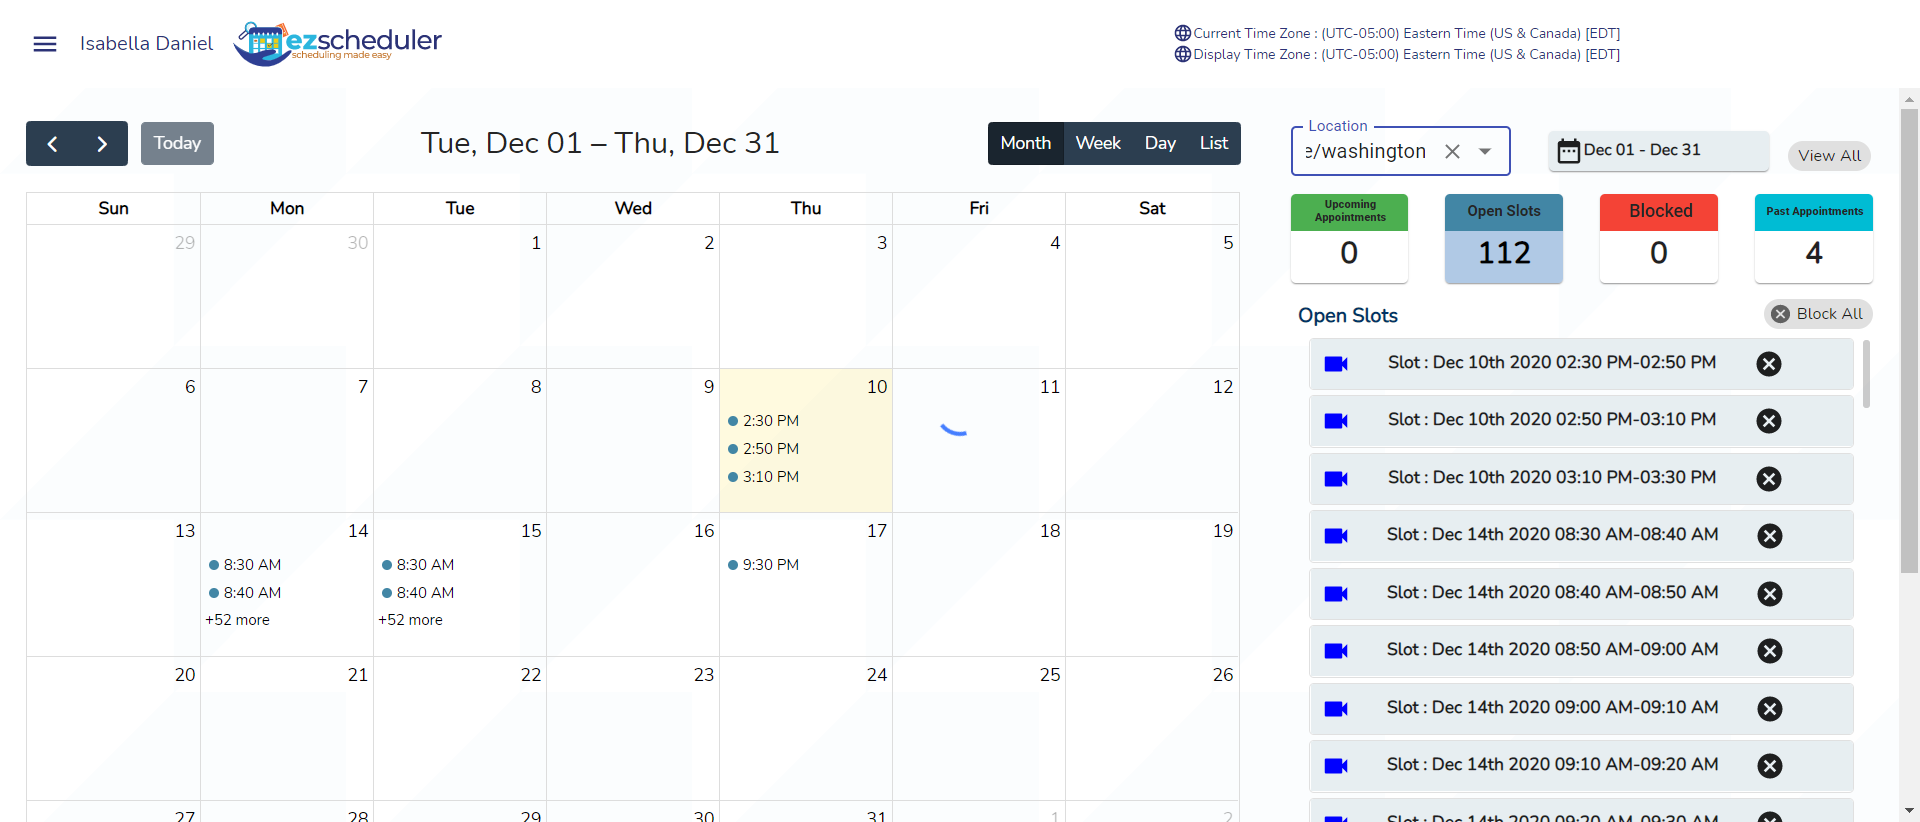 Isabella Daniel
ezscheduler
scheduling made easy
Current Time Zone : (UTC-05:00) Eastern Time (US & Canada) [EDT]
Display Time Zone : (UTC-05:00) Eastern Time (US & Canada) [EDT]
Today
Tue, Dec 01 – Thu, Dec 31
Month Week Day List
Sun Mon Tue Wed Thu Fri Sat
29 30 1 2 3 4 5
6 7 8 9 10 11 12
2:30 PM
2:50 PM
3:10 PM
13 14 15 16 17 18 19
8:30 AM 8:30 AM 9:30 PM
8:40 AM 8:40 AM
+52 more +52 more
20 21 22 23 24 25 26
27 28 29 30 31 1 2
Location
e/washington
Dec 01 - Dec 31
View All
Upcoming
Appointments
0
Open Slots
112
Blocked
0
Past Appointments
4
Open Slots
Block All
Slot : Dec 10th 2020 02:30 PM-02:50 PM
Slot : Dec 10th 2020 02:50 PM-03:10 PM
Slot : Dec 10th 2020 03:10 PM-03:30 PM
Slot : Dec 14th 2020 08:30 AM-08:40 AM
Slot : Dec 14th 2020 08:40 AM-08:50 AM
Slot : Dec 14th 2020 08:50 AM-09:00 AM
Slot : Dec 14th 2020 09:00 AM-09:10 AM
Slot : Dec 14th 2020 09:10 AM-09:20 AM
Slot : Dec 14th 2020 09:20 AM-09:30 AM